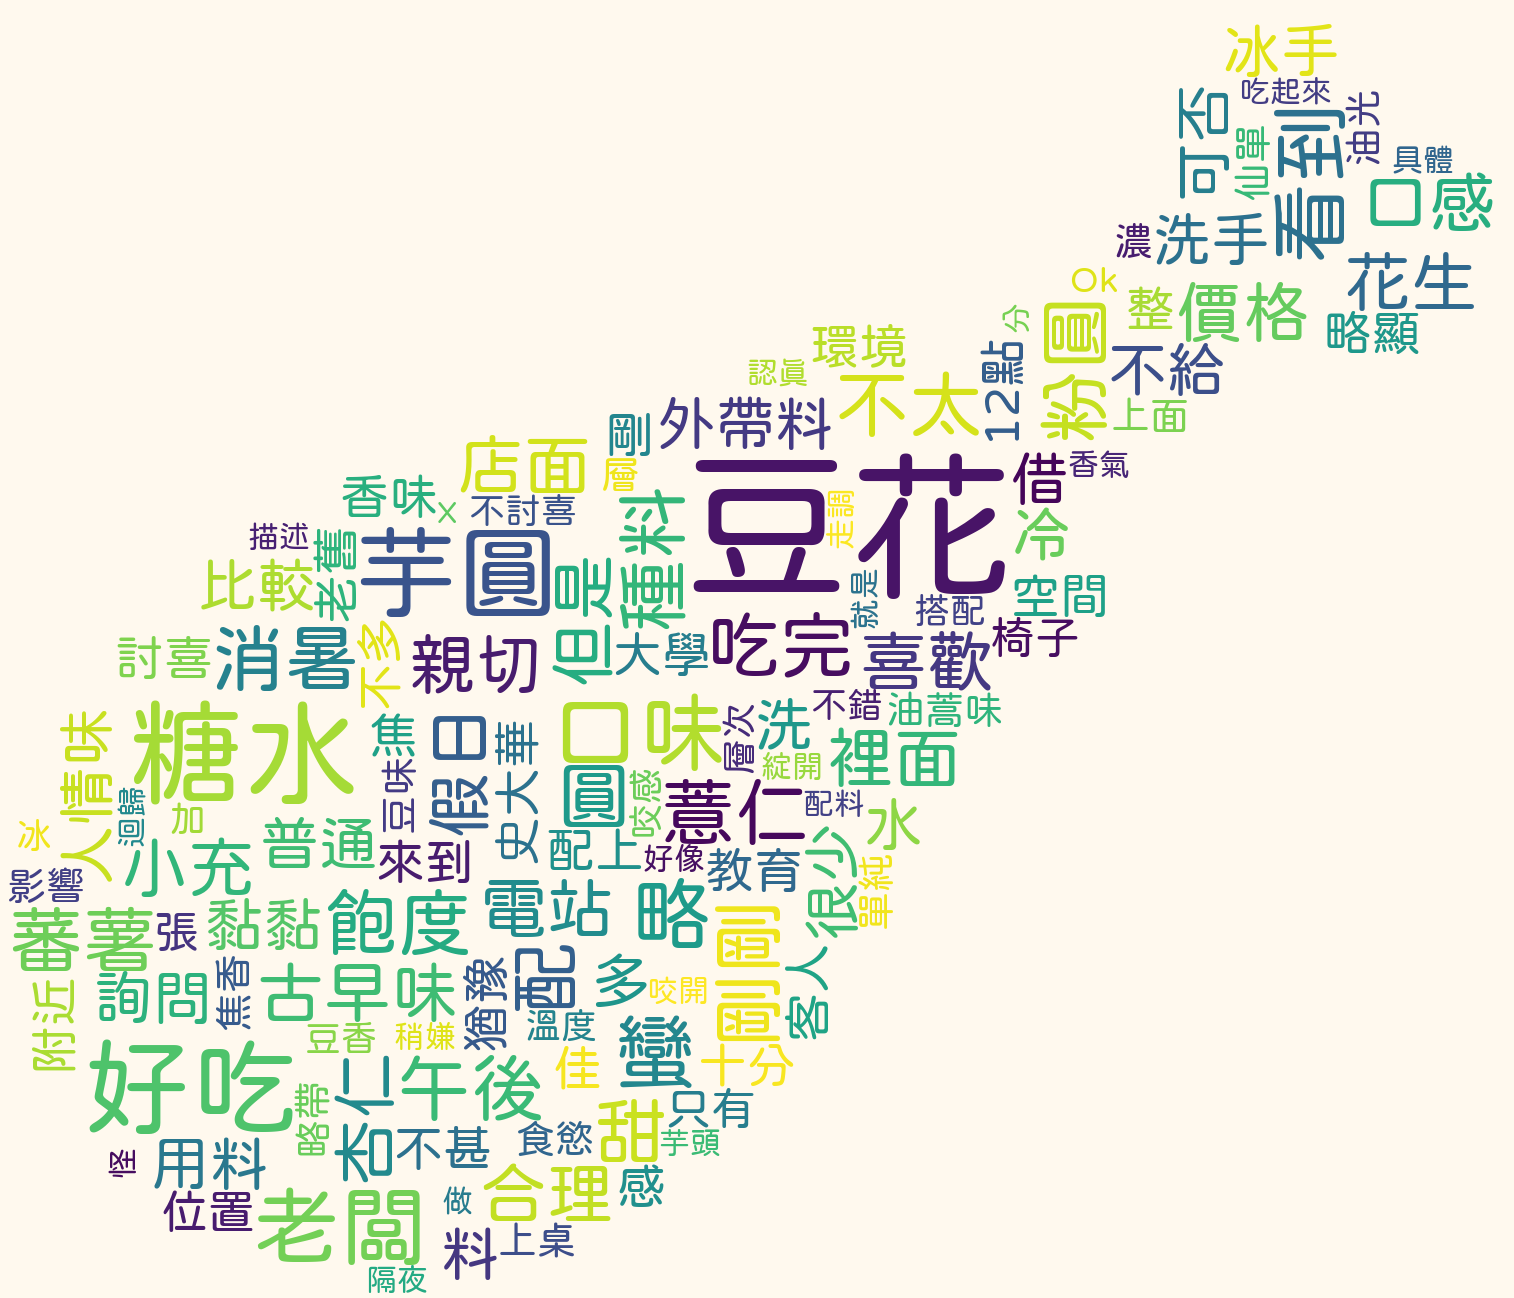 冰手
吃起來
可否
看到
油光
仙單
具體
口感
濃
洗手
花生
Ok
整
價格
略顯
分
粉圓
不給
環境
認真
不太
12點
上面
外帶料
剛
店面
層
豆花
借
香氣
香味
x
不討喜
種料
走調
冷
描述
老舊
芋圓
但是
比較
就是
空間
搭配
討喜
消暑
不多
親切
大學
吃完
喜歡
椅子
人情味
糖水
焦
假日
史大華
口味
層次
洗
不錯
油蒿味
豆味
圓
咬感
綻開
裡面
迴歸
加
薏仁
配料
水
冰
小充
普通
來到
配上
好像
教育
很少
單純
影響
蕃薯
張
黏黏
飽度
電站
略
剛剛
附近
詢問
焦香
古早味
猶豫
配
多
咬開
客人
豆香
稍嫌
溫度
蠻
十分
好吃
略帶
杏仁
午後
佳
只有
怪
用料
不甚
食慾
甜
芋頭
位置
老闆
做
合理
感
料
上桌
隔夜